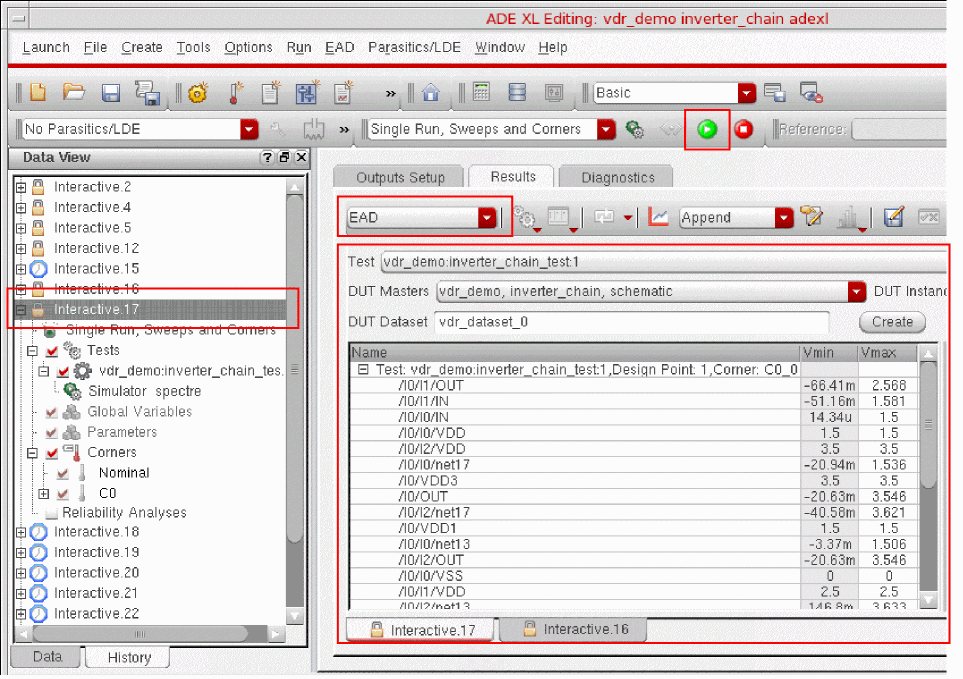 ADE XL Editing: vdr_demo inverter_chain adexl
Launch File Create Tools Options Run EAD Parasitics/LDE Window Help
» Basic
No Parasitics/LDE » Single Run, Sweeps and Corners Reference:
Data View
Interactive.2
Interactive.4
Interactive.5
Interactive.12
Interactive.15
Interactive.16
Interactive.17
Single Run, Sweeps and Corners
Tests
vdr_demo:inverter_chain_tes.
Simulator spectre
Global Variables
Parameters
Corners
Nominal
C0
Reliability Analyses
Interactive.18
Interactive.19
Interactive.20
Interactive.21
Interactive.22
Data History
Outputs Setup Results Diagnostics
EAD Append
Test vdr_demo:inverter_chain_test:1
DUT Masters vdr_demo, inverter_chain, schematic DUT Instanc
DUT Dataset vdr_dataset_0 Create
Name Vmin Vmax
Test: vdr_demo:inverter_chain_test:1,Design Point: 1,Corner: C0_0
/I0/I1/OUT -66.41m 2.568
/I0/I1/IN -51.16m 1.581
/I0/I0/IN 14.34u 1.5
/I0/I0/VDD 1.5 1.5
/I0/I2/VDD 3.5 3.5
/I0/I0/net17 -20.94m 1.536
/I0/VDD3 3.5 3.5
/I0/OUT -20.63m 3.546
/I0/I2/net17 -40.58m 3.621
/I0/VDD1 1.5 1.5
/I0/I0/net13 -3.37m 1.506
/I0/I2/OUT -20.63m 3.546
/I0/I0/VSS 0 0
/I0/I1/VDD 2.5 2.5
/I0/I2/net13 146.8m 3.633
Interactive.17 Interactive.16